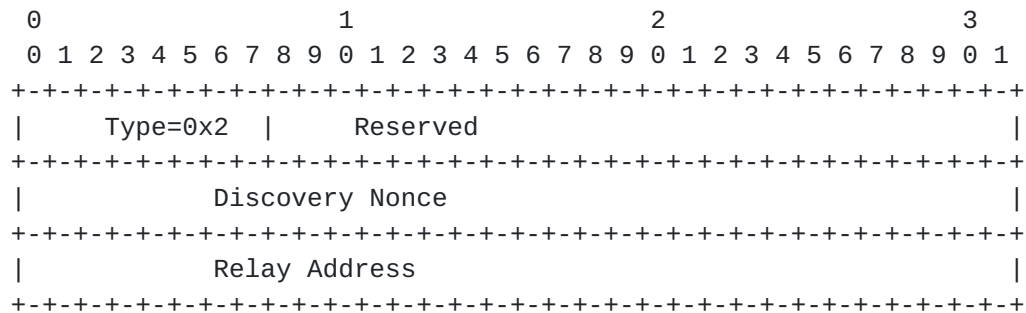 0                   1                   2                   3
 0 1 2 3 4 5 6 7 8 9 0 1 2 3 4 5 6 7 8 9 0 1 2 3 4 5 6 7 8 9 0 1
+-+-+-+-+-+-+-+-+-+-+-+-+-+-+-+-+-+-+-+-+-+-+-+-+-+-+-+-+-+-+-+-+
|     Type=0x2  |     Reserved                                  |
+-+-+-+-+-+-+-+-+-+-+-+-+-+-+-+-+-+-+-+-+-+-+-+-+-+-+-+-+-+-+-+-+
|            Discovery Nonce                                    |
+-+-+-+-+-+-+-+-+-+-+-+-+-+-+-+-+-+-+-+-+-+-+-+-+-+-+-+-+-+-+-+-+
|            Relay Address                                      |
+-+-+-+-+-+-+-+-+-+-+-+-+-+-+-+-+-+-+-+-+-+-+-+-+-+-+-+-+-+-+-+-+